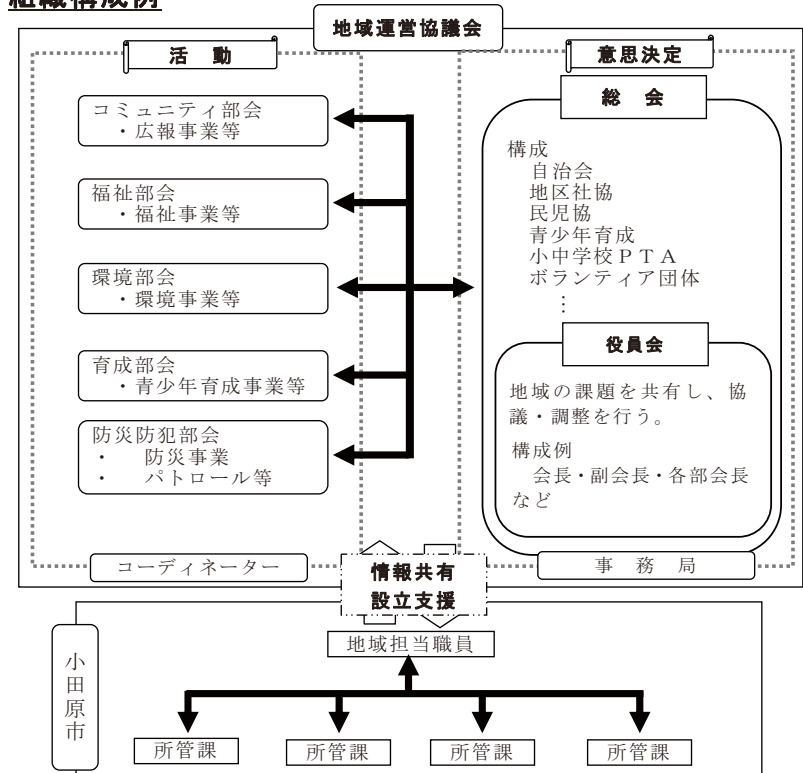 組織構成例
地域運営協議会
活　動
コミュニティ部会
・広報事業等
福祉部会
・福祉事業等
環境部会
・環境事業等
育成部会
・青少年育成事業等
防災防犯部会
・　防災事業
・　パトロール等
コーディネーター
意思決定
総　会
構成
自治会
地区社協
民児協
青少年育成
小中学校ＰＴＡ
ボランティア団体
…
役員会
地域の課題を共有し、協
議・調整を行う。
構成例
会長・副会長・各部会長
など
事　務　局
情報共有
設立支援
小田原市
地域担当職員
所管課
所管課
所管課
所管課